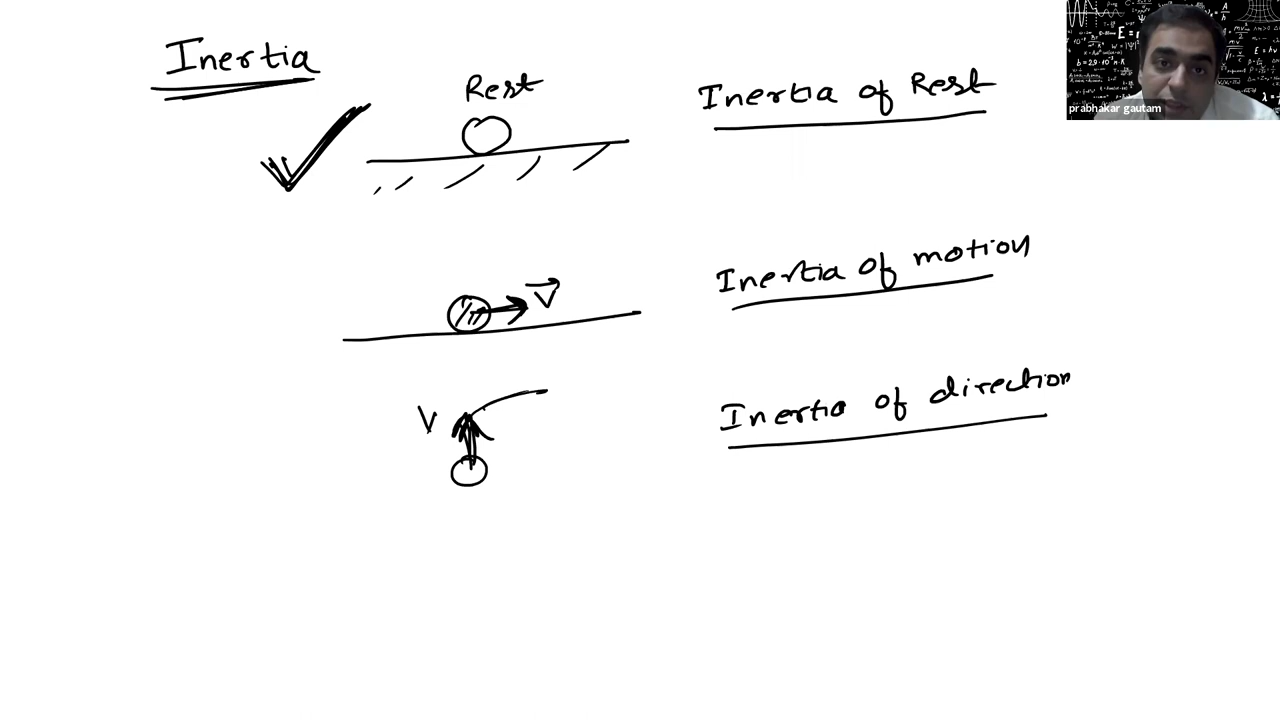 Inertia
Rest
Inertia of Rest
Inertia of motion
V
Inertia of direction
V
prabhakar gautam